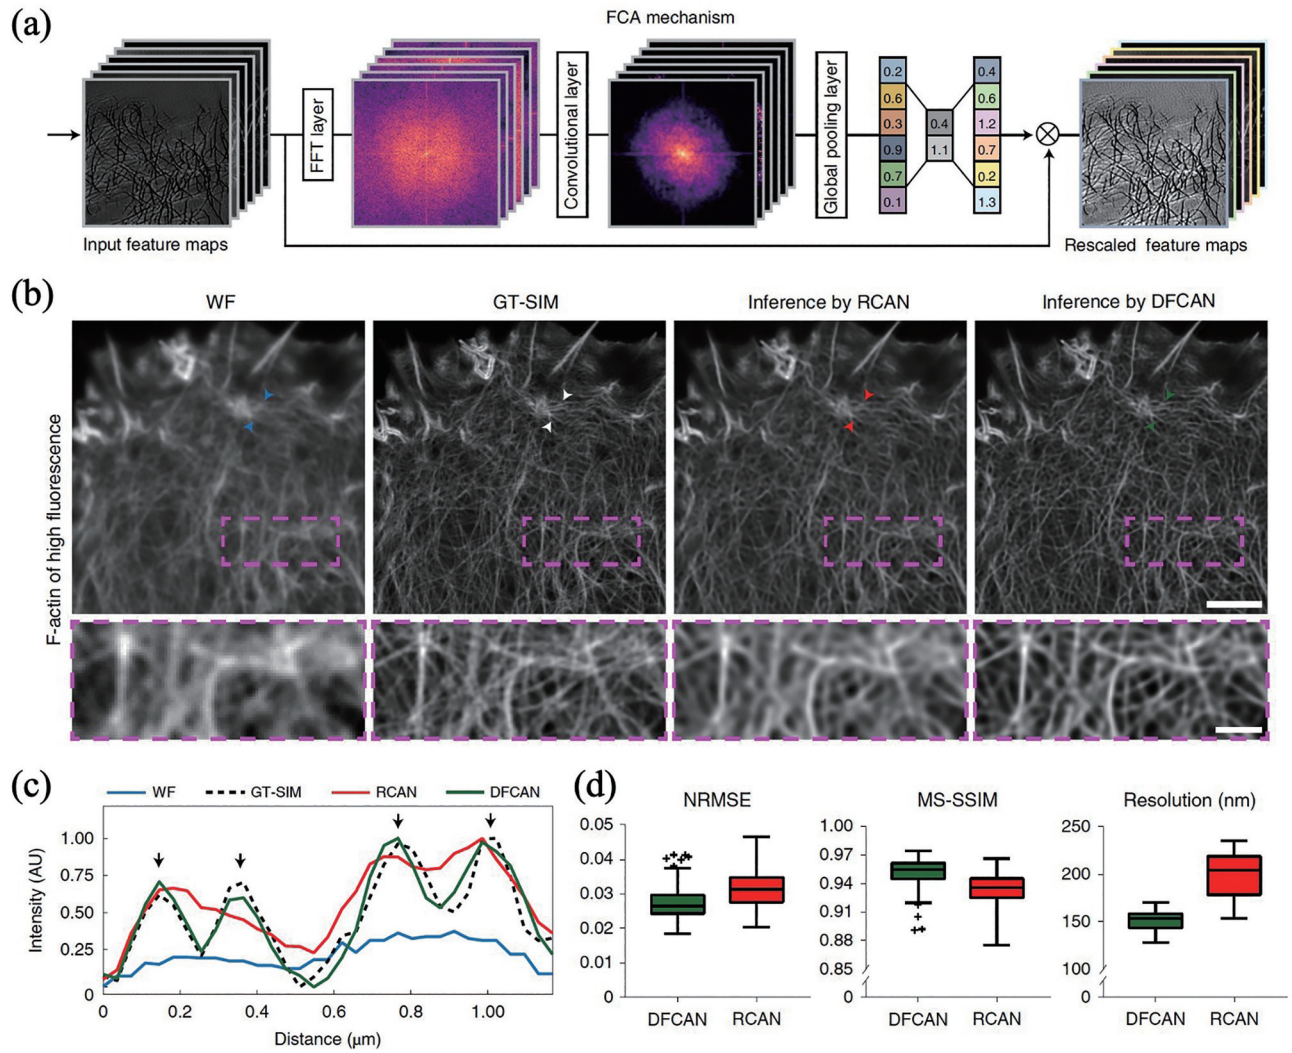 (a)
FCA mechanism
FFT layer
Convolutional layer
Global pooling layer
0.2
0.6
0.3
0.9
0.7
0.1
0.4
1.1
0.4
0.6
1.2
0.7
0.2
1.3
Input feature maps
Rescaled feature maps
(b)
WF
GT-SIM
Inference by RCAN
Inference by DFCAN
F-actin of high fluorescence
(c)
WF
GT-SIM
RCAN
DFCAN
Intensity (AU)
1.00
0.75
0.50
0.25
0
0
0.2
0.4
0.6
0.8
1.00
Distance (μm)
(d)
NRMSE
0.05
0.04
0.03
0.02
0.01
0
DFCAN
RCAN
MS-SSIM
1.00
0.97
0.94
0.91
0.88
0.85
0
DFCAN
RCAN
Resolution (nm)
250
200
150
100
0
DFCAN
RCAN